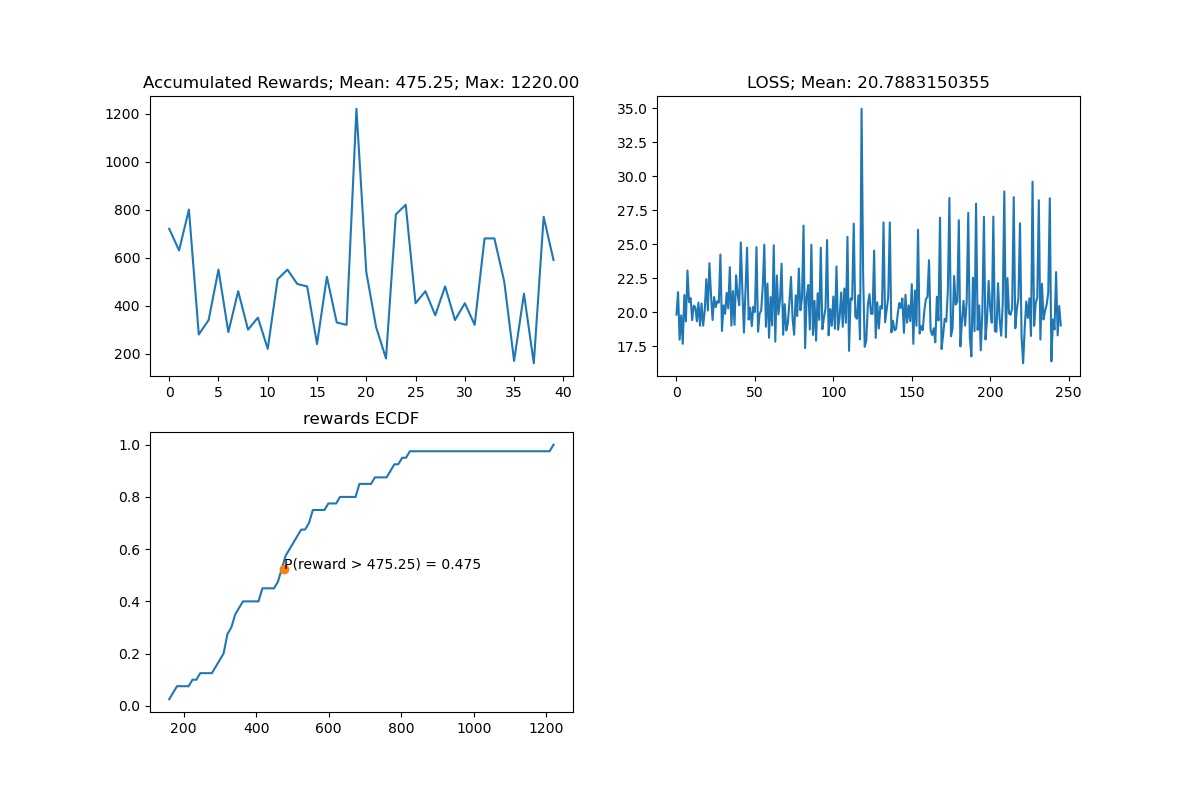 Accumulated Rewards; Mean: 475.25; Max: 1220.00
1200
1000
800
600
400
200
0 5 10 15 20 25 30 35 40
LOSS; Mean: 20.7883150355
35.0
32.5
30.0
27.5
25.0
22.5
20.0
17.5
0 50 100 150 200 250
rewards ECDF
1.0
0.8
0.6
0.4
0.2
0.0
P(reward > 475.25) = 0.475
200 400 600 800 1000 1200